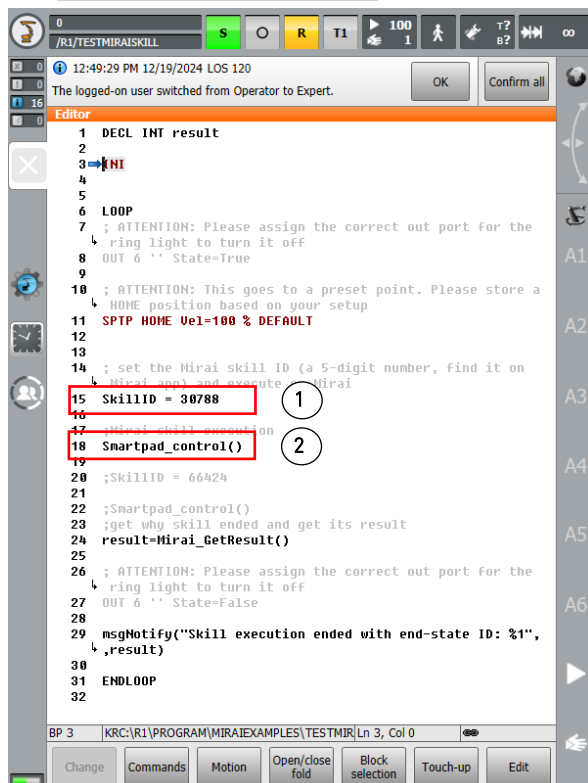 0
/R1/TESTMIRAISKILL
S
O
R
T1
100
1
T?
B?
∞
0
0
16
0
12:49:29 PM 12/19/2024 LOS 120
The logged-on user switched from Operator to Expert.
OK
Confirm all
Editor
1 DECL INT result
2
3 INI
4
5
6 LOOP
7 ; ATTENTION: Please assign the correct out port for the
ring light to turn it off
8 OUT 6 '' State=True
9
10 ; ATTENTION: This goes to a preset point. Please store a
HOME position based on your setup
11 SPTP HOME Vel=100 % DEFAULT
12
13
14 ; set the Mirai skill ID (a 5-digit number, find it on
Mirai app) and execute on Mirai
15 SkillID = 30788
1
16
17 ;Mirai skill execution
18 Smartpad_control()
2
19
20 ;SkillID = 66424
21
22 ;Smartpad_control()
23 ;get why skill ended and get its result
24 result=Mirai_GetResult()
25
26 ; ATTENTION: Please assign the correct out port for the
ring light to turn it off
27 OUT 6 '' State=False
28
29 msgNotify("Skill execution ended with end-state ID: %1",
,result)
30
31 ENDLOOP
32
A1
A2
A3
A4
A5
A6
BP 3 KRC:\R1\PROGRAM\MIRAIEXAMPLES\TESTMIR Ln 3, Col 0
Change
Commands
Motion
Open/close
fold
Block
selection
Touch-up
Edit